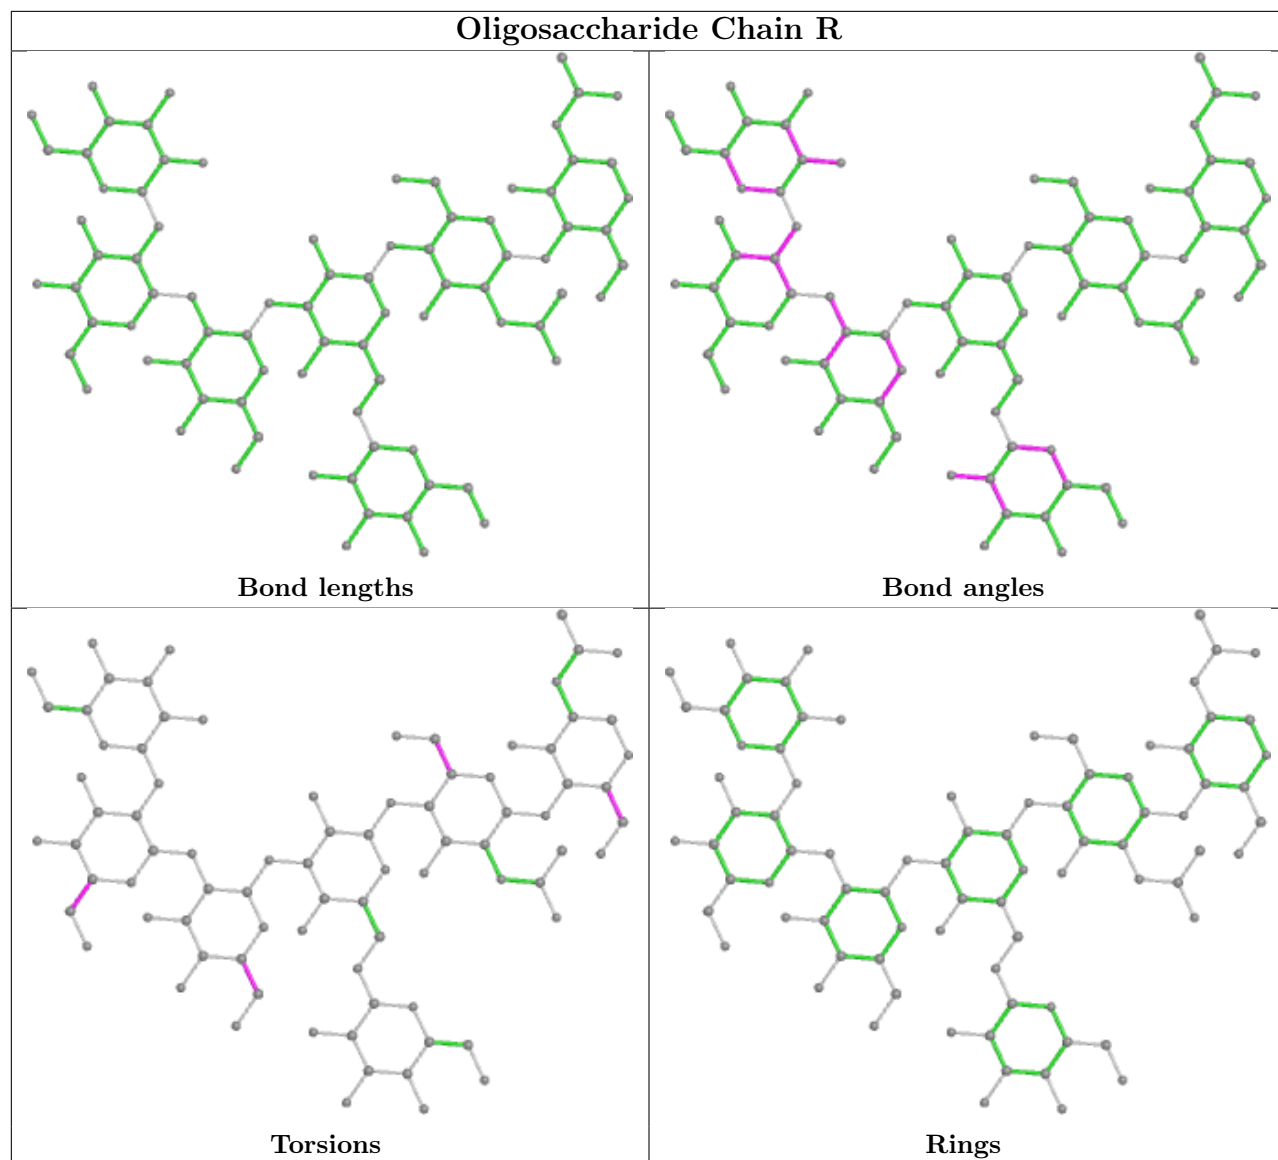 Oligosaccharide Chain R
Bond lengths
Bond angles
Torsions
Rings